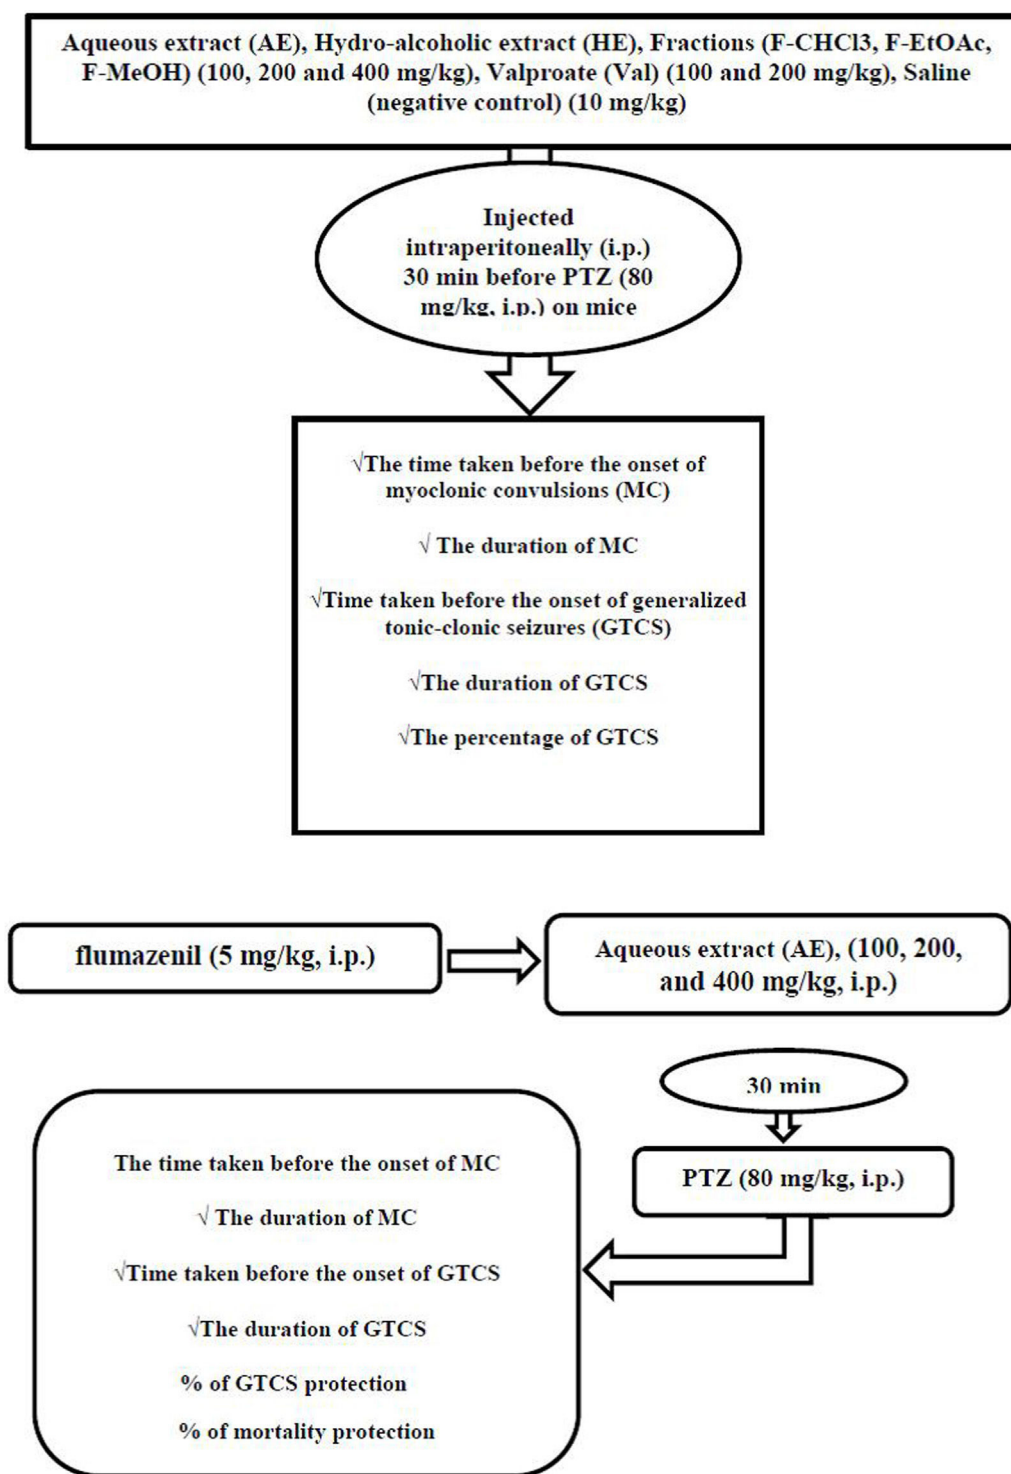 Aqueous extract (AE), Hydro-alcoholic extract (HE), Fractions (F-CHCl3, F-EtOAc,
F-MeOH) (100, 200 and 400 mg/kg), Valproate (Val) (100 and 200 mg/kg), Saline
(negative control) (10 mg/kg)
Injected
intraperitoneally (i.p.)
30 min before PTZ (80
mg/kg, i.p.) on mice
√The time taken before the onset of
myoclonic convulsions (MC)
√ The duration of MC
√Time taken before the onset of generalized
tonic-clonic seizures (GTCS)
√The duration of GTCS
√The percentage of GTCS
flumazenil (5 mg/kg, i.p.)
Aqueous extract (AE), (100, 200,
and 400 mg/kg, i.p.)
30 min
PTZ (80 mg/kg, i.p.)
The time taken before the onset of MC
√ The duration of MC
√Time taken before the onset of GTCS
√The duration of GTCS
% of GTCS protection
% of mortality protection